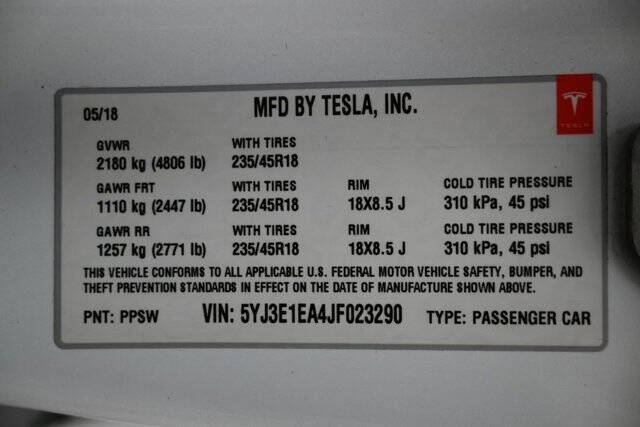 05/18 MFD BY TESLA, INC.
TESLA
GVWR WITH TIRES
2180 kg (4806 lb) 235/45R18
GAWR FRT WITH TIRES RIM COLD TIRE PRESSURE
1110 kg (2447 lb) 235/45R18 18X8.5 J 310 kPa, 45 psi
GAWR RR WITH TIRES RIM COLD TIRE PRESSURE
1257 kg (2771 lb) 235/45R18 18X8.5 J 310 kPa, 45 psi
THIS VEHICLE CONFORMS TO ALL APPLICABLE U.S. FEDERAL MOTOR VEHICLE SAFETY, BUMPER, AND
THEFT PREVENTION STANDARDS IN EFFECT ON THE DATE OF MANUFACTURE SHOWN ABOVE.
PNT: PPSW VIN: 5YJ3E1EA4JF023290 TYPE: PASSENGER CAR